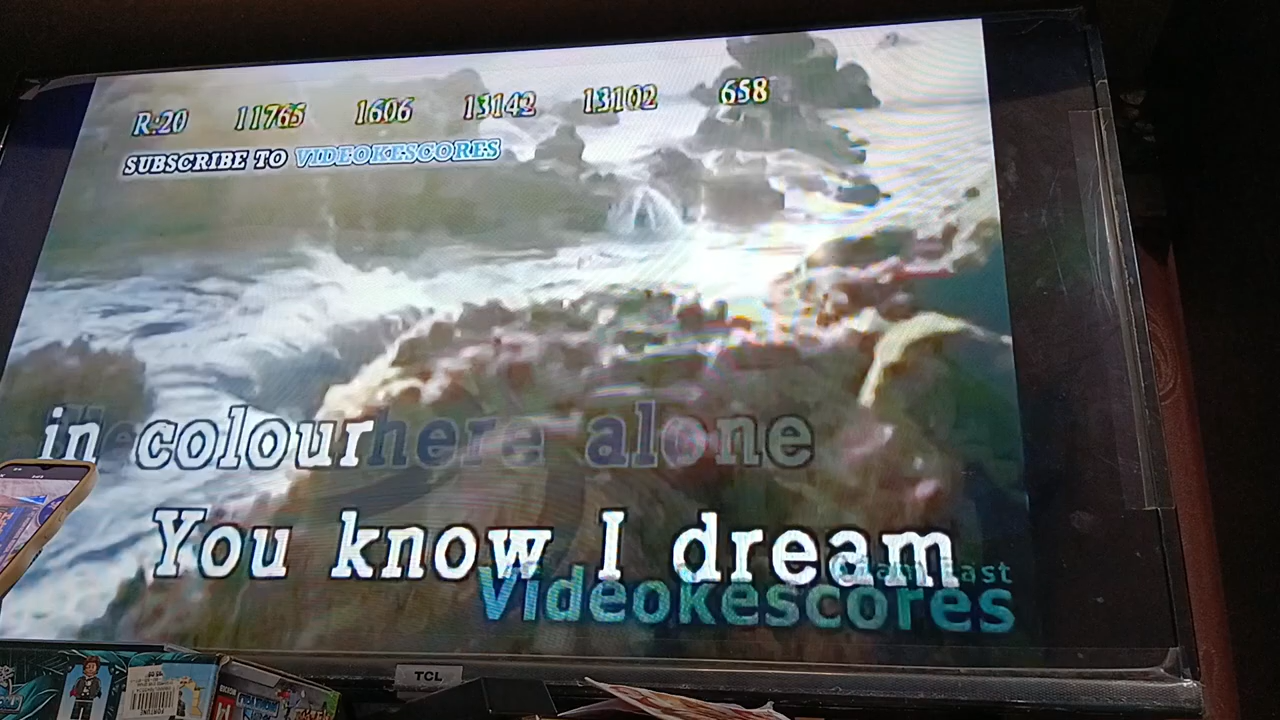 R:20 11765 1606 13142 13102 658
SUBSCRIBE TO VIDEOKESCORES
in colour here alone
You know I dream
Videokescores
TCL